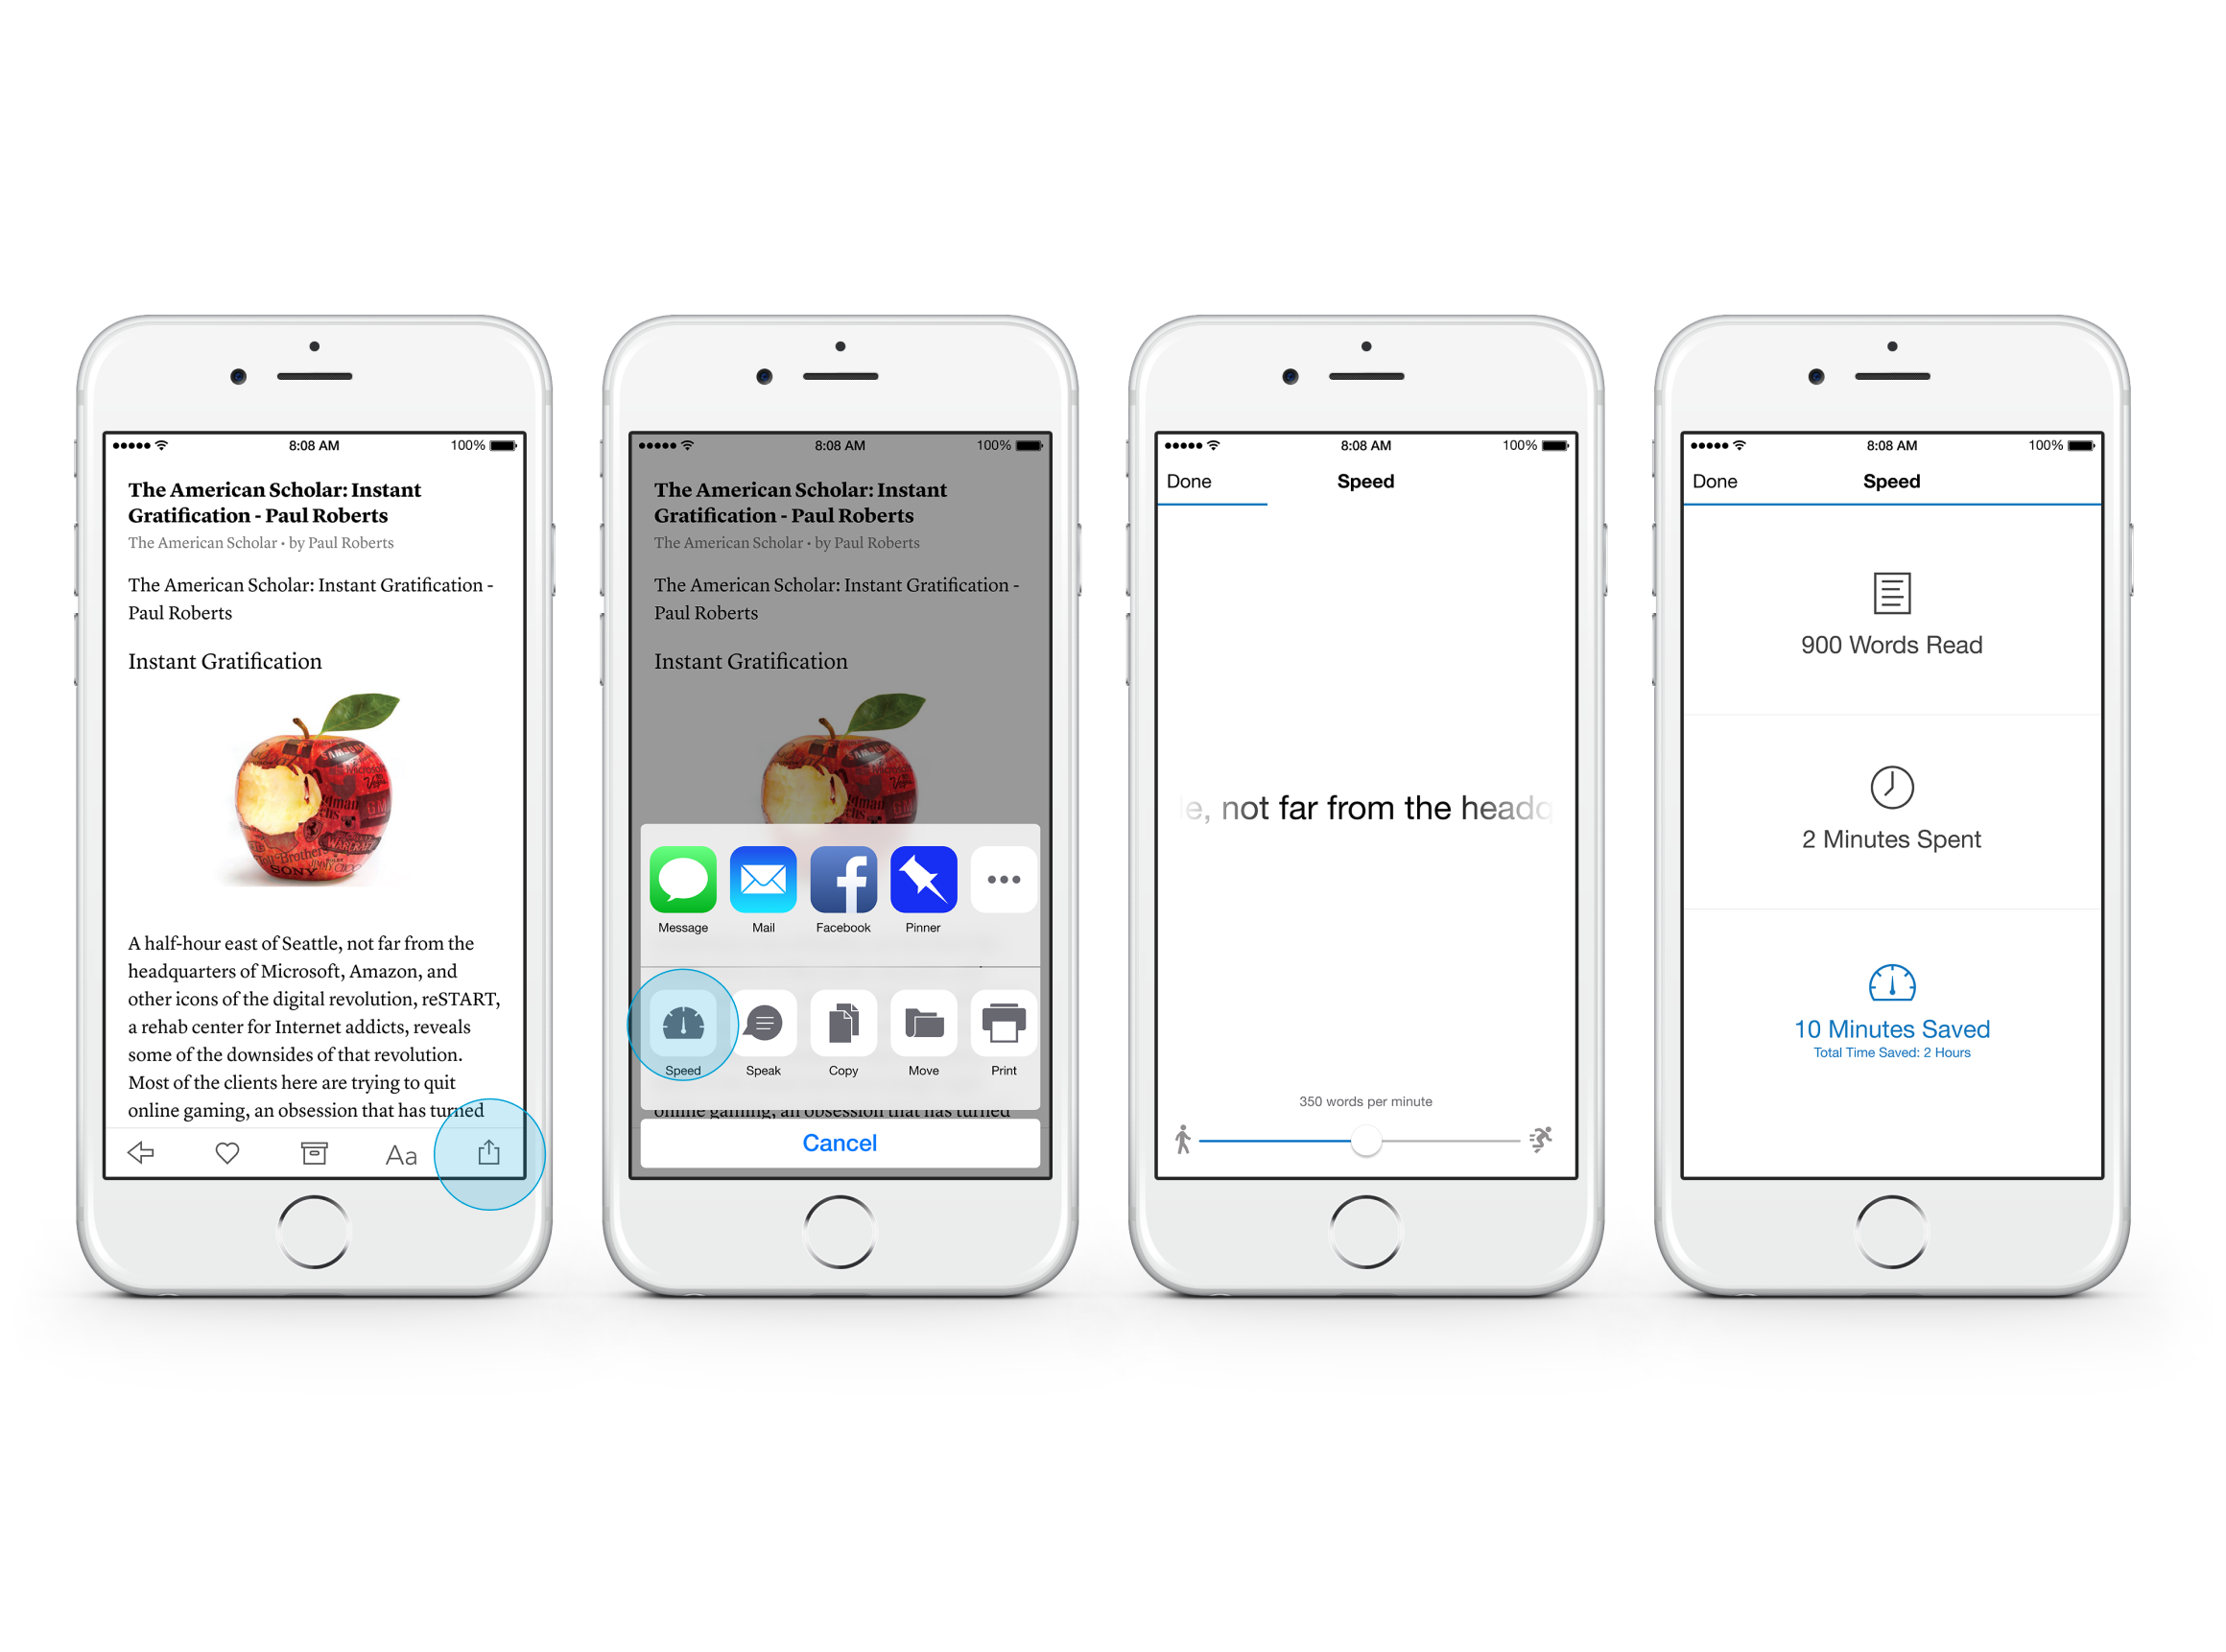 8:08 AM
100%
The American Scholar: Instant
Gratification - Paul Roberts
The American Scholar • by Paul Roberts
The American Scholar: Instant Gratification -
Paul Roberts
Instant Gratification
SONY
A half-hour east of Seattle, not far from the
headquarters of Microsoft, Amazon, and
other icons of the digital revolution, reSTART,
a rehab center for Internet addicts, reveals
some of the downsides of that revolution.
Most of the clients here are trying to quit
online gaming, an obsession that has turned
Aa
8:08 AM
100%
The American Scholar: Instant
Gratification - Paul Roberts
The American Scholar • by Paul Roberts
The American Scholar: Instant Gratification -
Paul Roberts
Instant Gratification
Message
Mail
Facebook
Pinner
Speed
Speak
Copy
Move
Print
online gaming, an obsession that has turned
Cancel
8:08 AM
100%
Done
Speed
e, not far from the headq
350 words per minute
8:08 AM
100%
Done
Speed
900 Words Read
2 Minutes Spent
10 Minutes Saved
Total Time Saved: 2 Hours